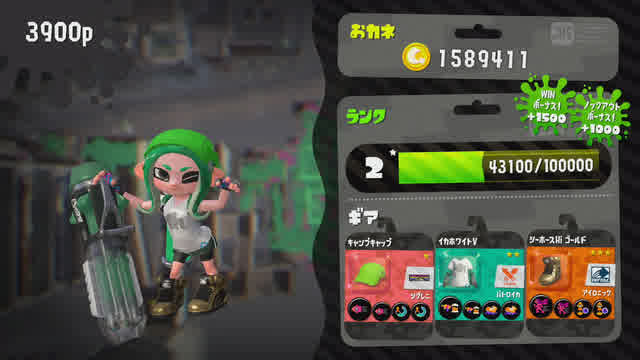 3900p
おカネ
1589411
WIN
ボーナス!
+1500
ノックアウト
ボーナス!
+1000
ランク
2
43100/100000
ギア
キャンプキャップ
イカホワイトV
シーホースHi ゴールド
ジグレニ
バトロイカ
アイロニック